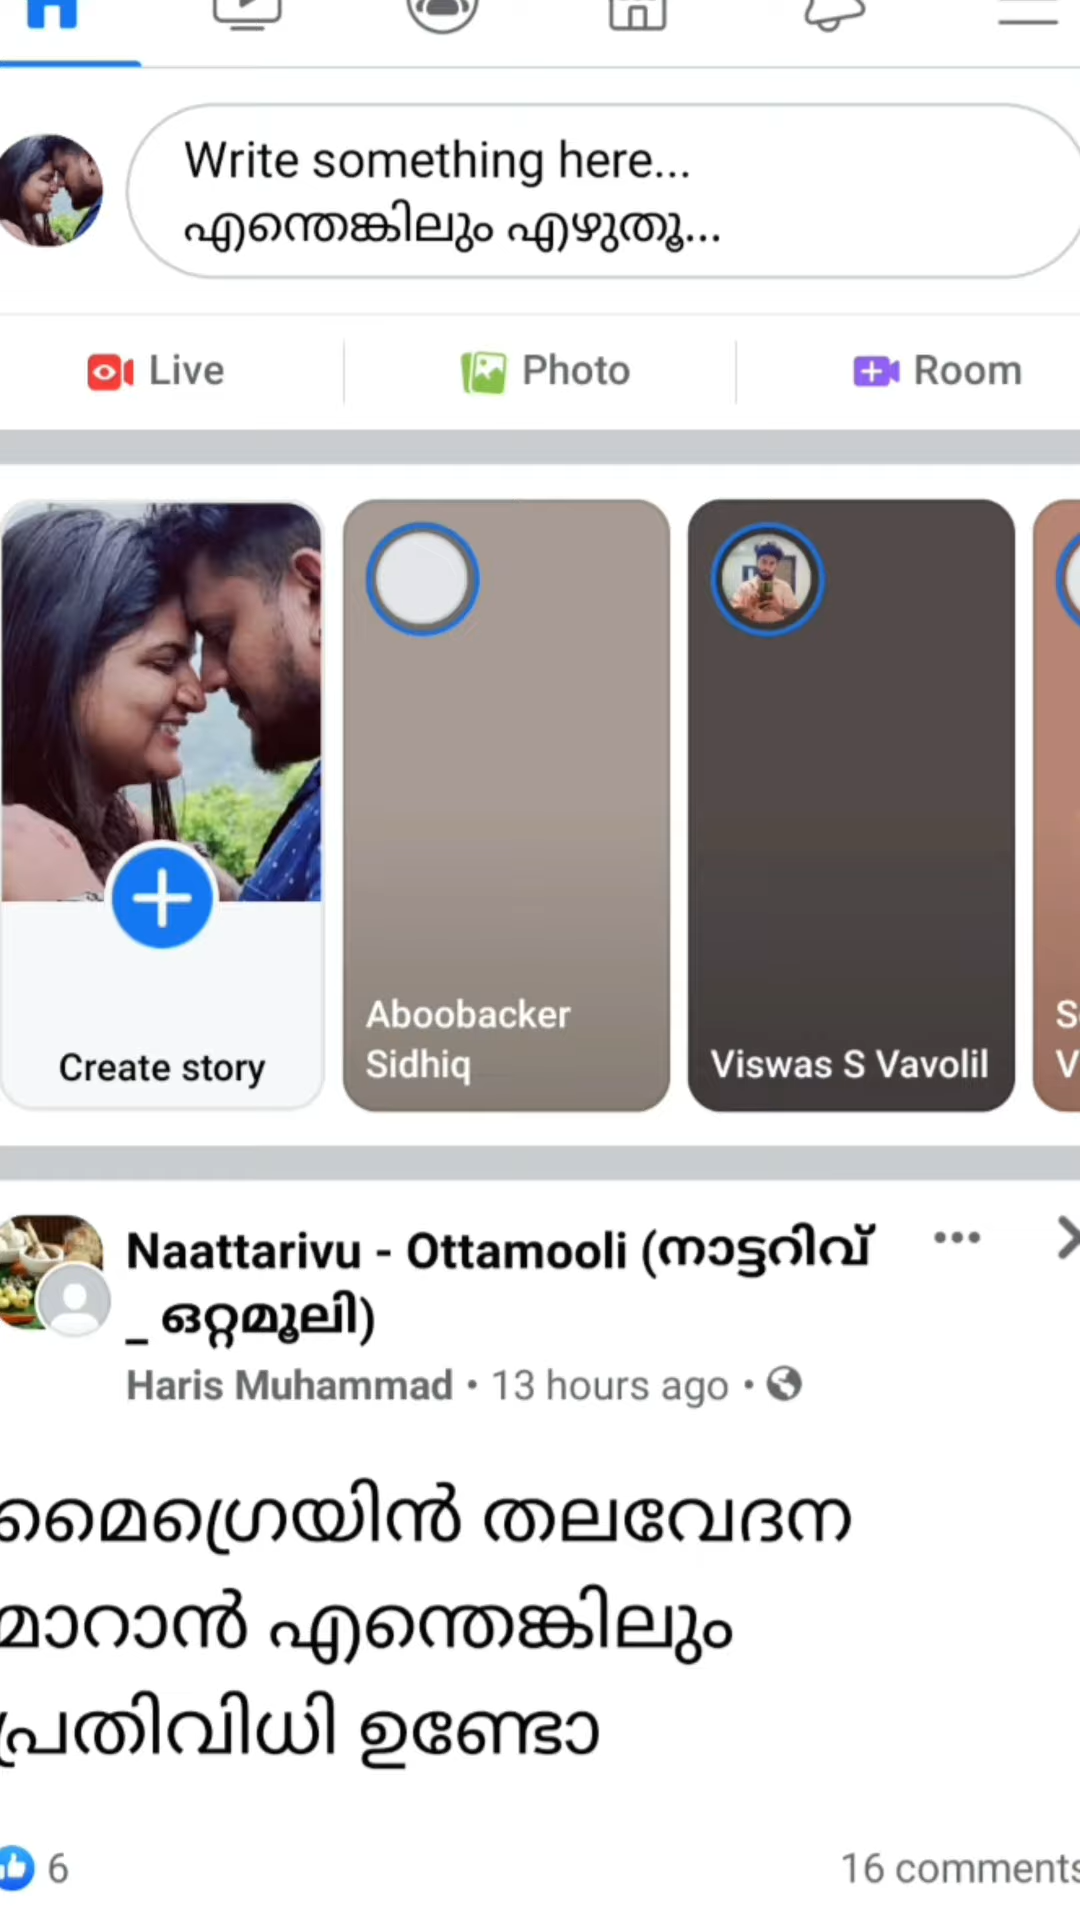 Write something here...
എന്തെങ്കിലും എഴുതൂ...
Live
Photo
Room
Create story
Aboobacker
Sidhiq
Viswas S Vavolil
Naattarivu - Ottamooli (നാട്ടറിവ്
_ ഒറ്റമൂലി)
Haris Muhammad • 13 hours ago •
മൈഗ്രെയിൻ തലവേദന
മാറാൻ എന്തെങ്കിലും
പ്രതിവിധി ഉണ്ടോ
6
16 comments